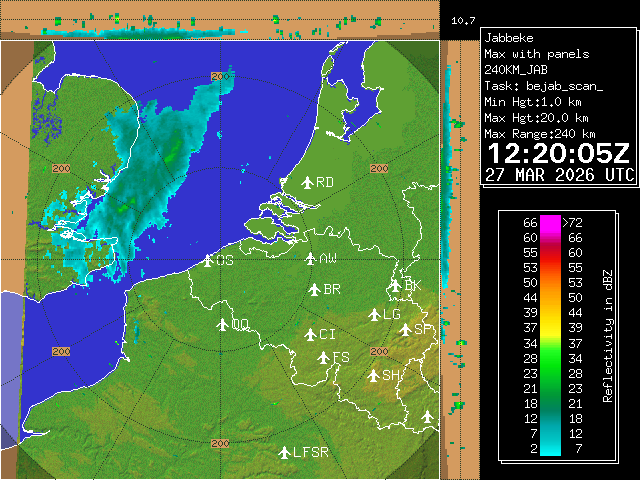 10.7
Jabbeke
Max with panels
240KM_JAB
Task: bejab_scan_
Min Hgt:1.0 km
Max Hgt:20.0 km
Max Range:240 km
12:20:05Z
27 MAR 2026 UTC
200
200
200
RD
OS
AW
BR
BK
LG
OO
CI
SP
FS
200
200
SH
200
LFSR
66 >72
60 66
55 60
53 55
50 53
44 50
42 44
39 42
37 39
34 37
28 34
23 28
21 23
18 21
12 18
7 12
2 7
Reflectivity in dBZ